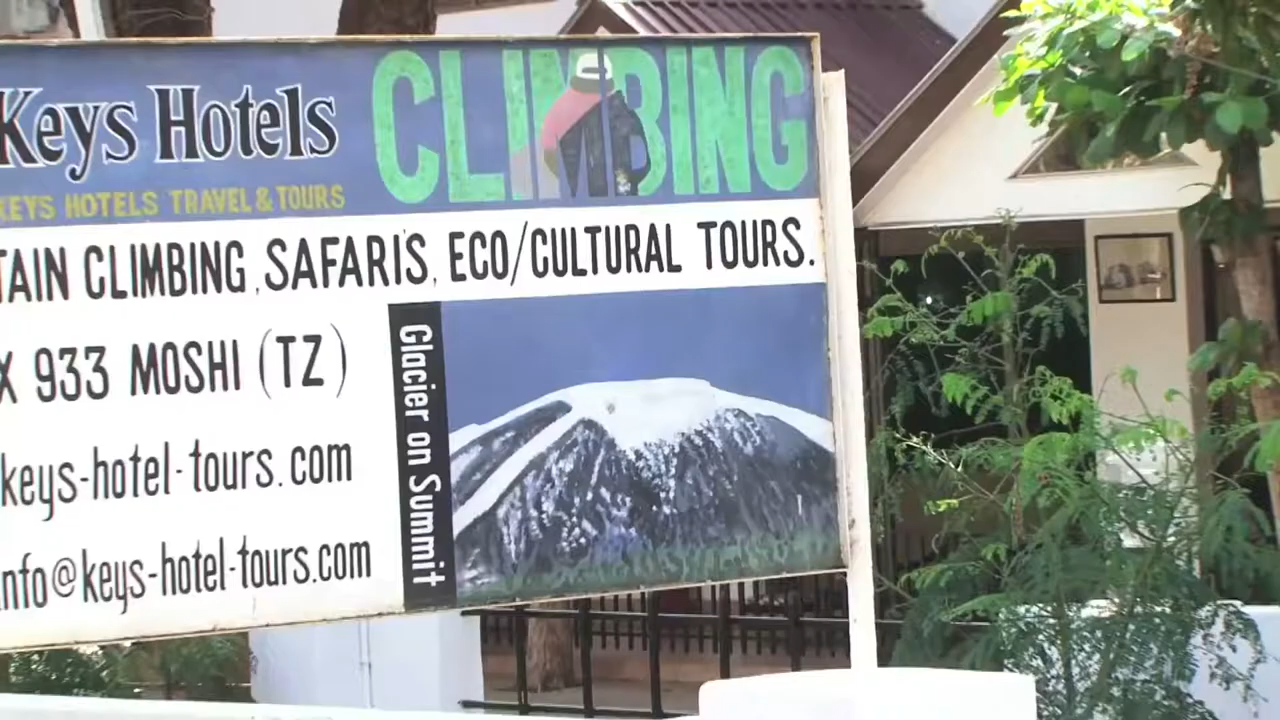 Keys Hotels
CLIMBING
KEYS HOTELS TRAVEL & TOURS
TAIN CLIMBING, SAFARIS, ECO/CULTURAL TOURS.
X 933 MOSHI (TZ)
keys-hotel-tours.com
info@keys-hotel-tours.com
Glacier on Summit